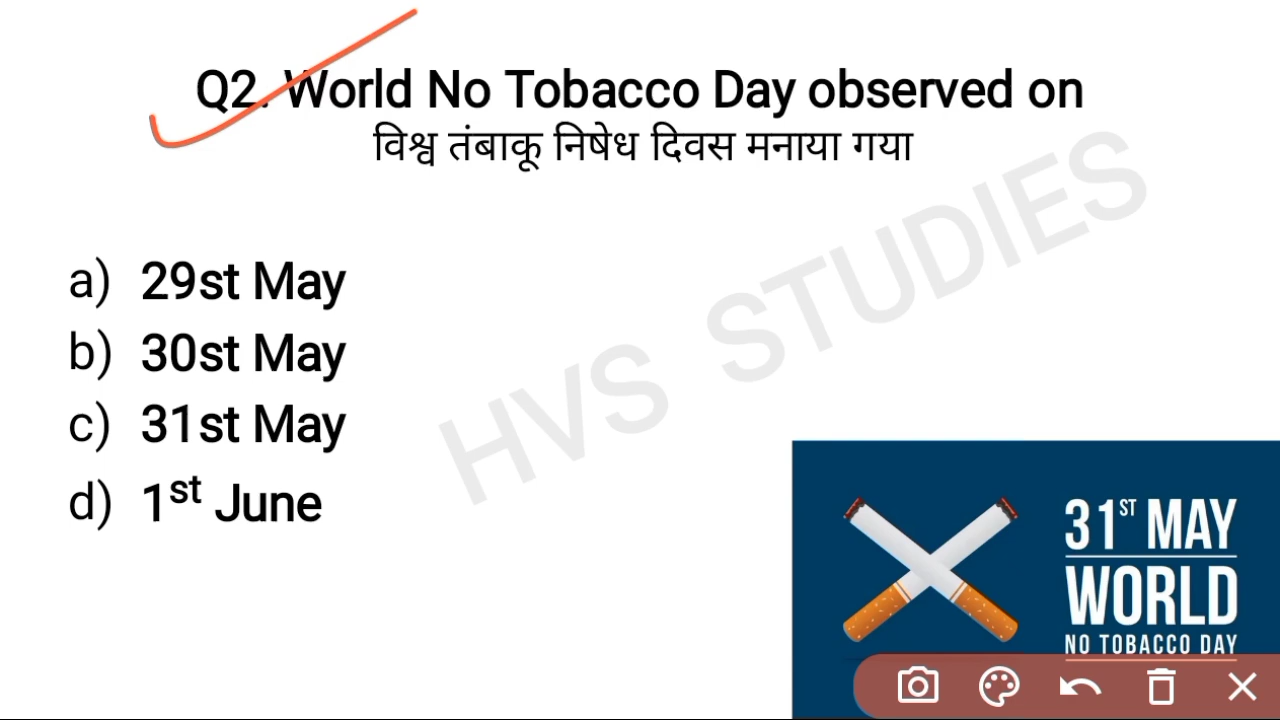 Q2. World No Tobacco Day observed on
विश्व तंबाकू निषेध दिवस मनाया गया
HVS STUDIES
a) 29st May
b) 30st May
c) 31st May
d) 1st June
31ST MAY
WORLD
NO TOBACCO DAY